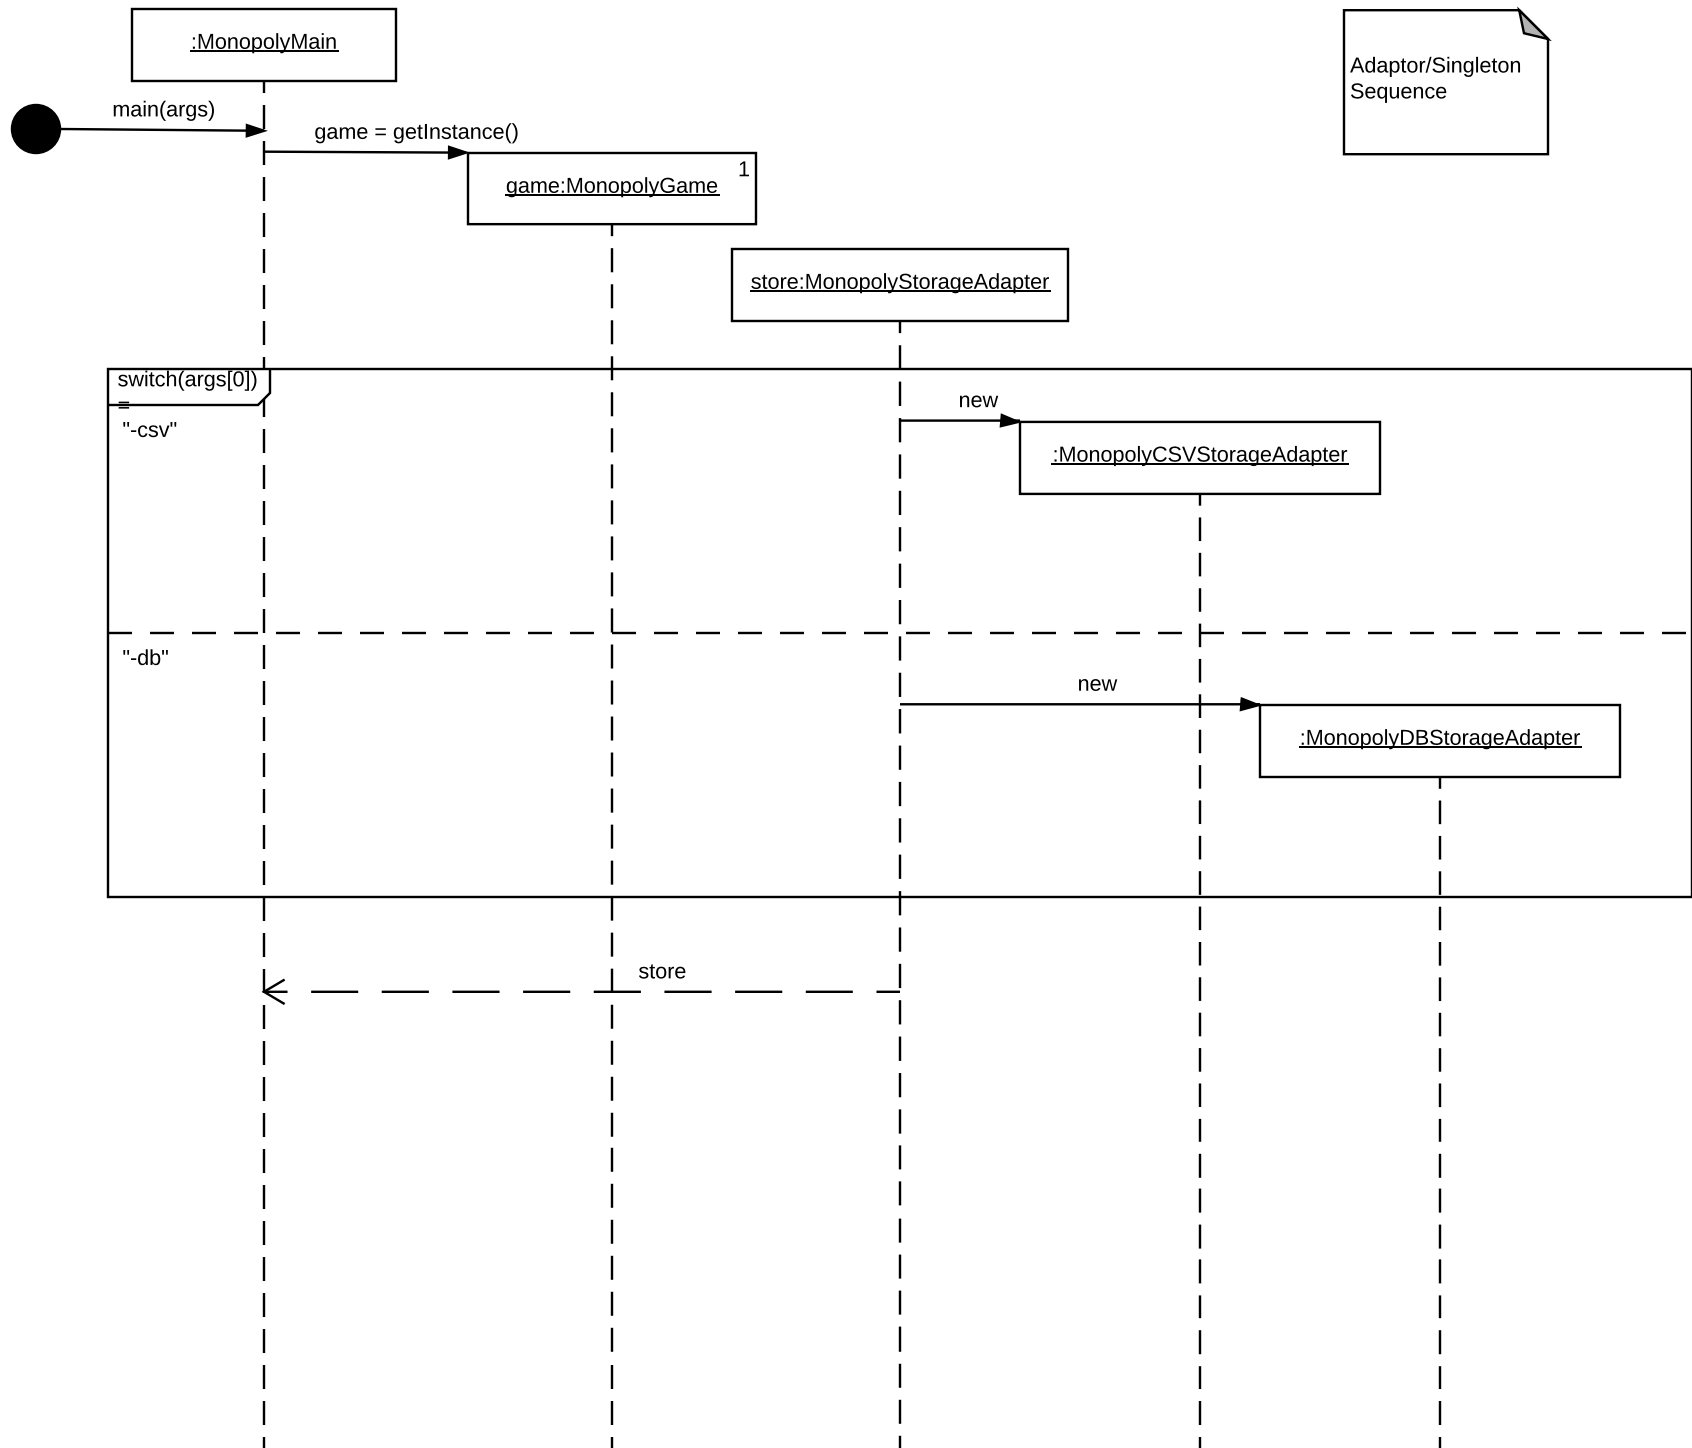 :MonopolyMain
Adaptor/Singleton
Sequence
main(args)
game = getInstance()
1
game:MonopolyGame
store:MonopolyStorageAdapter
switch(args[0])
=
"-csv"
new
:MonopolyCSVStorageAdapter
"-db"
new
:MonopolyDBStorageAdapter
store